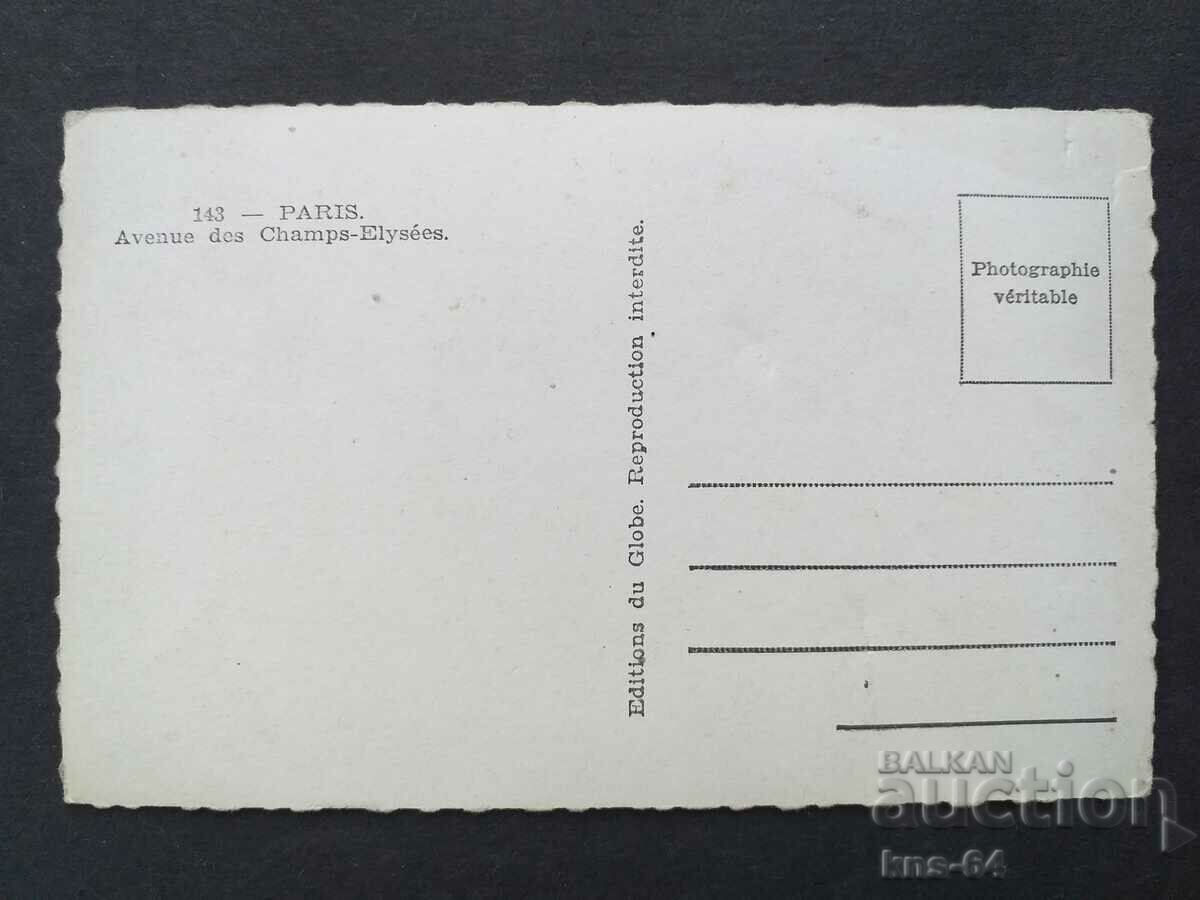 143 — PARIS.
Avenue des Champs-Elysées.
Editions du Globe. Reproduction interdite.
Photographie
véritable
BALKAN
auction
kns-64